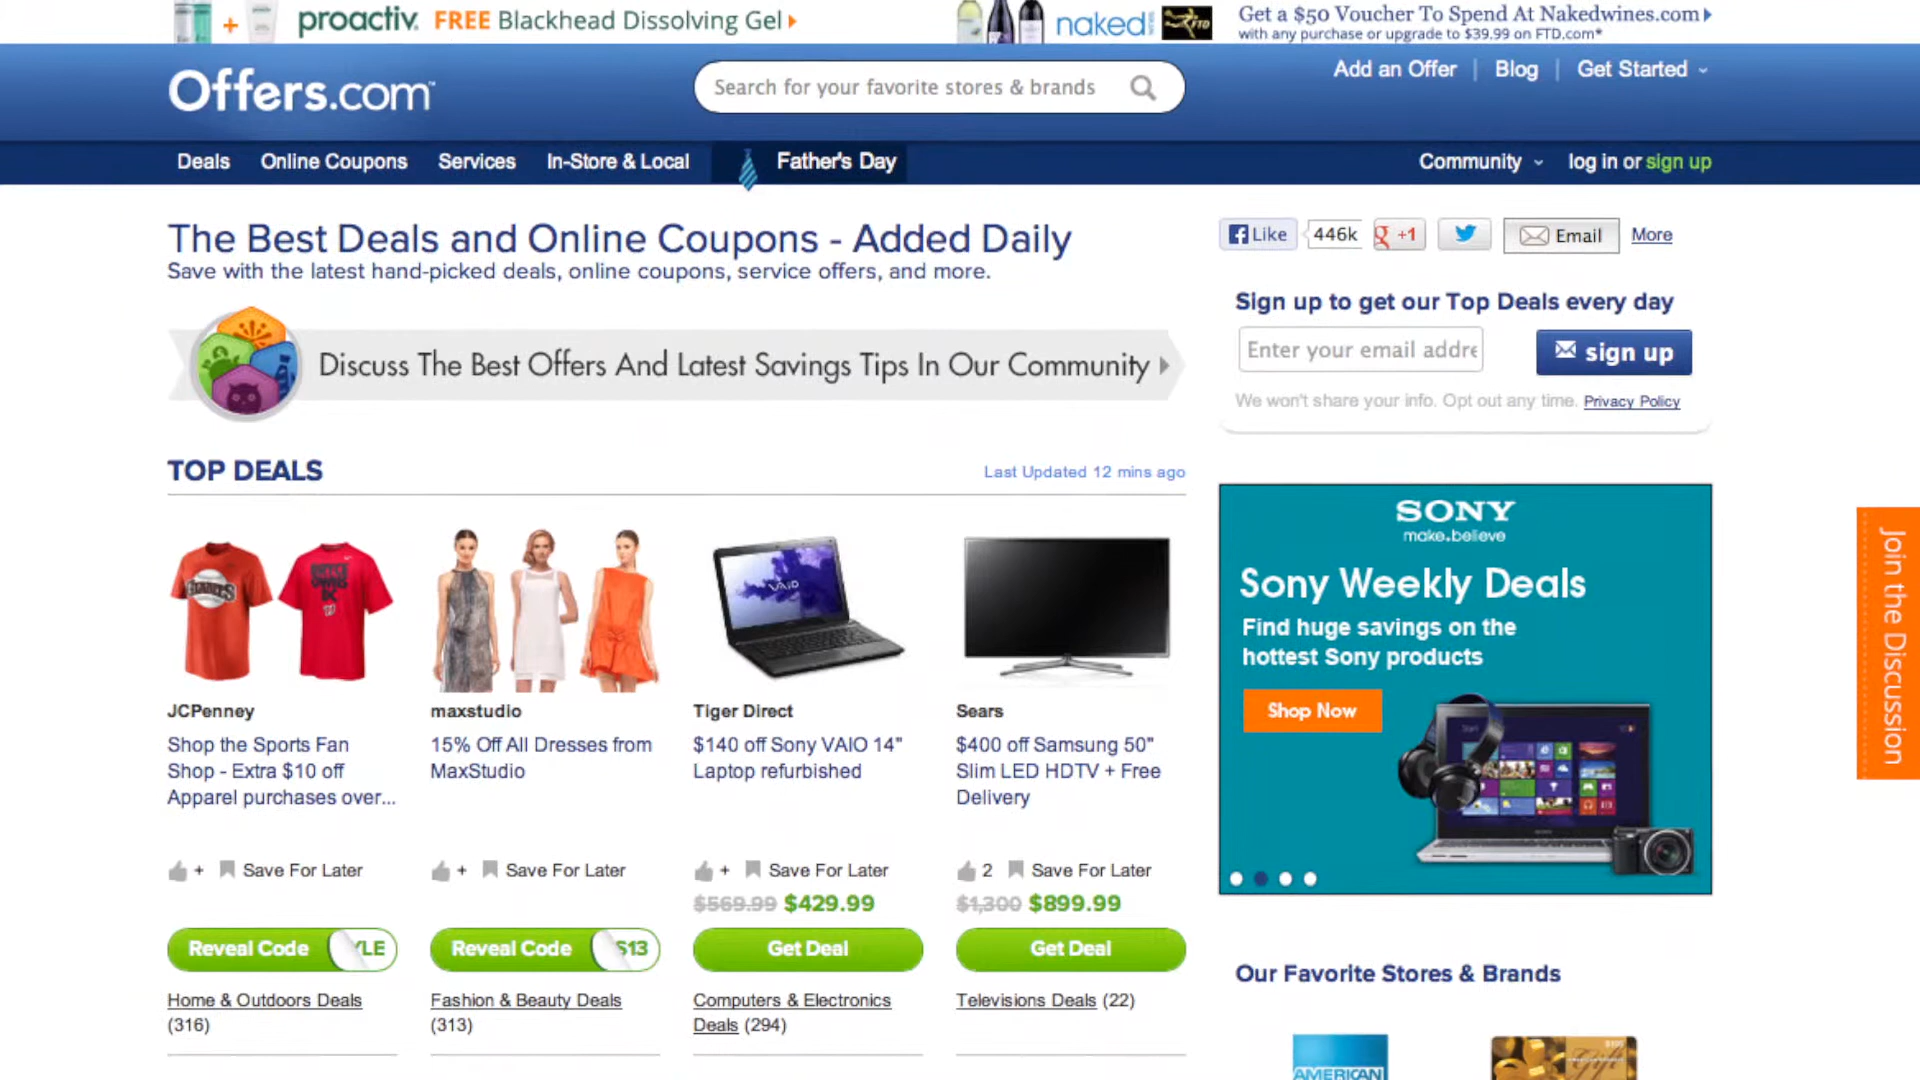 proactiv. FREE Blackhead Dissolving Gel
naked
FTD
Get a $50 Voucher To Spend At Nakedwines.com
with any purchase or upgrade to $39.99 on FTD.com*
Offers.com
Search for your favorite stores & brands
Add an Offer | Blog | Get Started
Deals Online Coupons Services In-Store & Local Father's Day
Community log in or sign up
The Best Deals and Online Coupons - Added Daily
Save with the latest hand-picked deals, online coupons, service offers, and more.
Like 446k +1 Email More
Sign up to get our Top Deals every day
Enter your email addre
sign up
We won't share your info. Opt out any time. Privacy Policy
Discuss The Best Offers And Latest Savings Tips In Our Community
TOP DEALS
Last Updated 12 mins ago
GIANTS
VAIO
JCPenney
Shop the Sports Fan
Shop - Extra $10 off
Apparel purchases over...
+ Save For Later
Reveal Code YLE
Home & Outdoors Deals
(316)
maxstudio
15% Off All Dresses from
MaxStudio
+ Save For Later
Reveal Code S13
Fashion & Beauty Deals
(313)
Tiger Direct
$140 off Sony VAIO 14"
Laptop refurbished
+ Save For Later
$569.99 $429.99
Get Deal
Computers & Electronics
Deals (294)
Sears
$400 off Samsung 50"
Slim LED HDTV + Free
Delivery
2 Save For Later
$1,300 $899.99
Get Deal
Televisions Deals (22)
SONY
make.believe
Sony Weekly Deals
Find huge savings on the
hottest Sony products
Shop Now
Start
Join the Discussion
Our Favorite Stores & Brands
AMERICAN